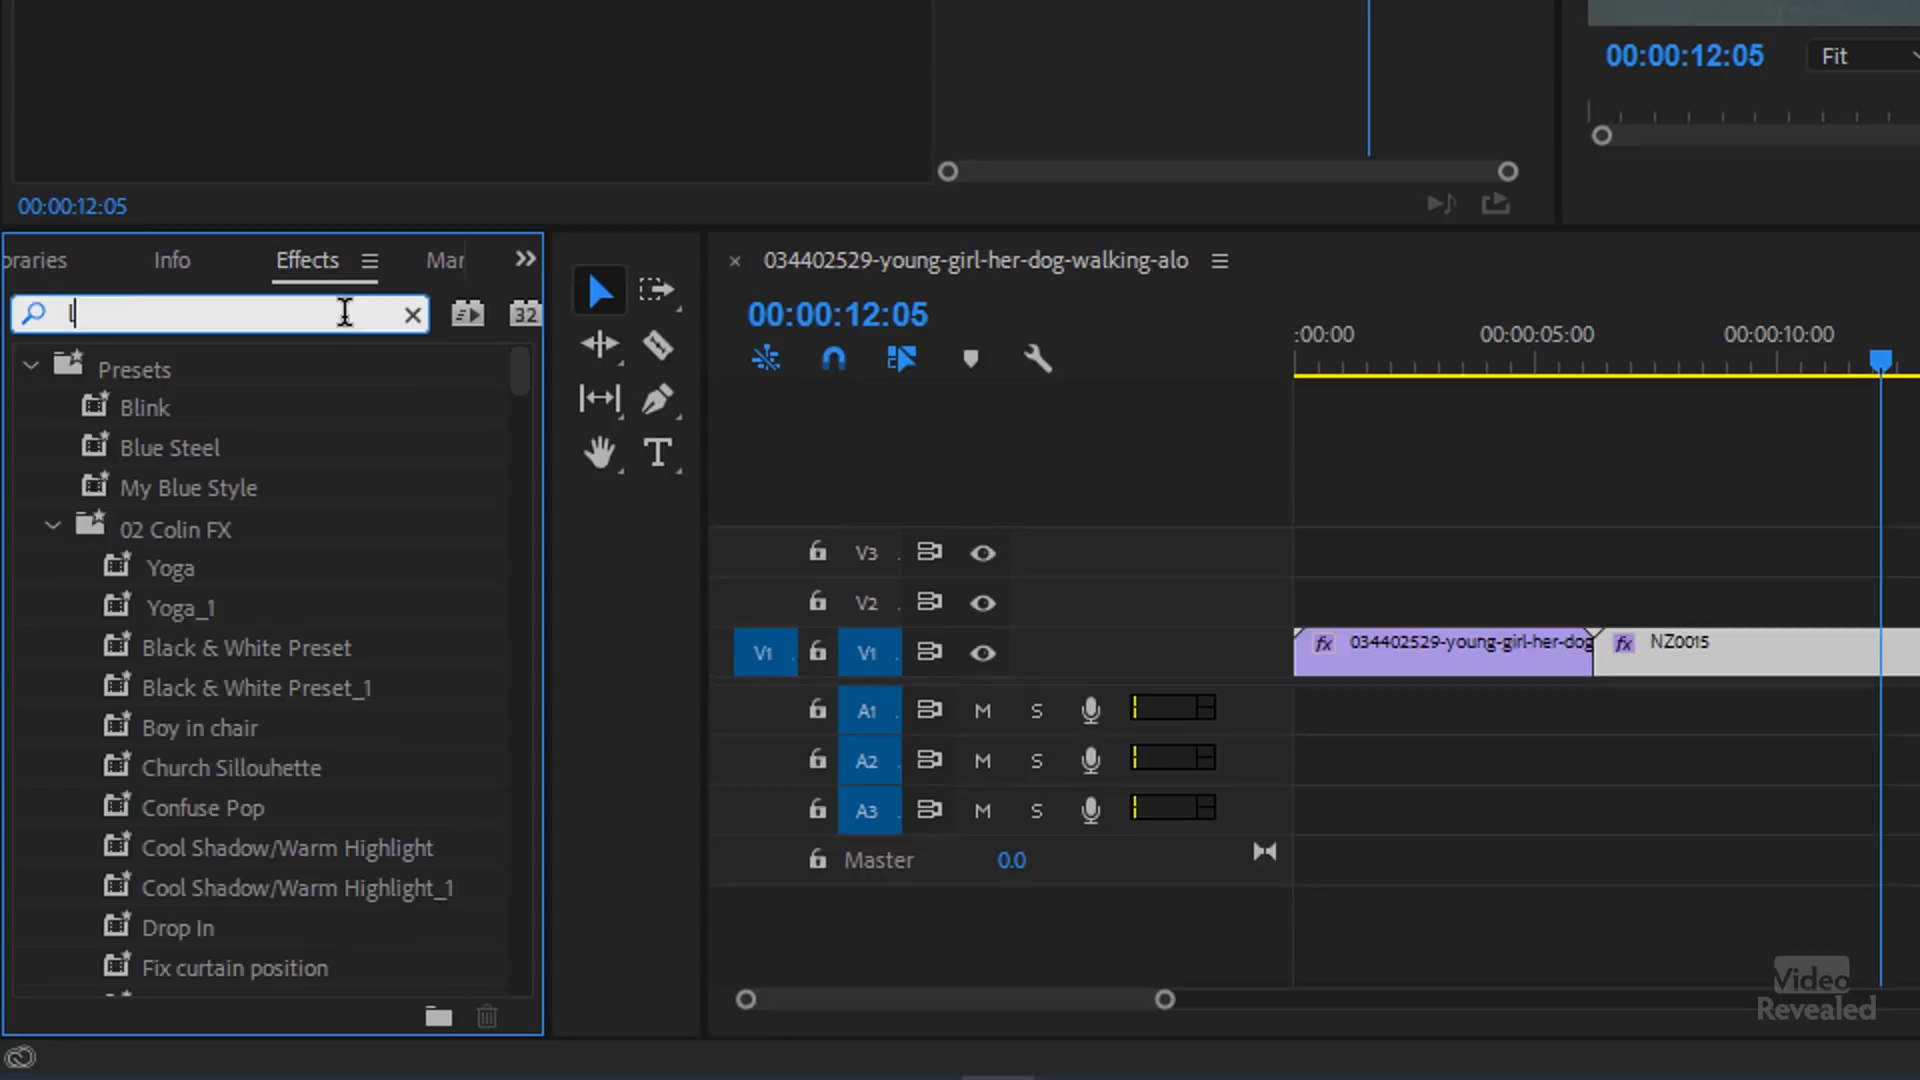 00:00:12:05
Fit
00:00:12:05
oraries
Info
Effects
Mar
L
32
Presets
Blink
Blue Steel
My Blue Style
02 Colin FX
Yoga
Yoga_1
Black & White Preset
Black & White Preset_1
Boy in chair
Church Sillouhette
Confuse Pop
Cool Shadow/Warm Highlight
Cool Shadow/Warm Highlight_1
Drop In
Fix curtain position
T
034402529-young-girl-her-dog-walking-alo
00:00:12:05
:00:00
00:00:05:00
00:00:10:00
V3
V2
V1
V1
fx 034402529-young-girl-her-dog
fx NZ0015
A1 M S
A2 M S
A3 M S
Master 0.0
Video
Revealed